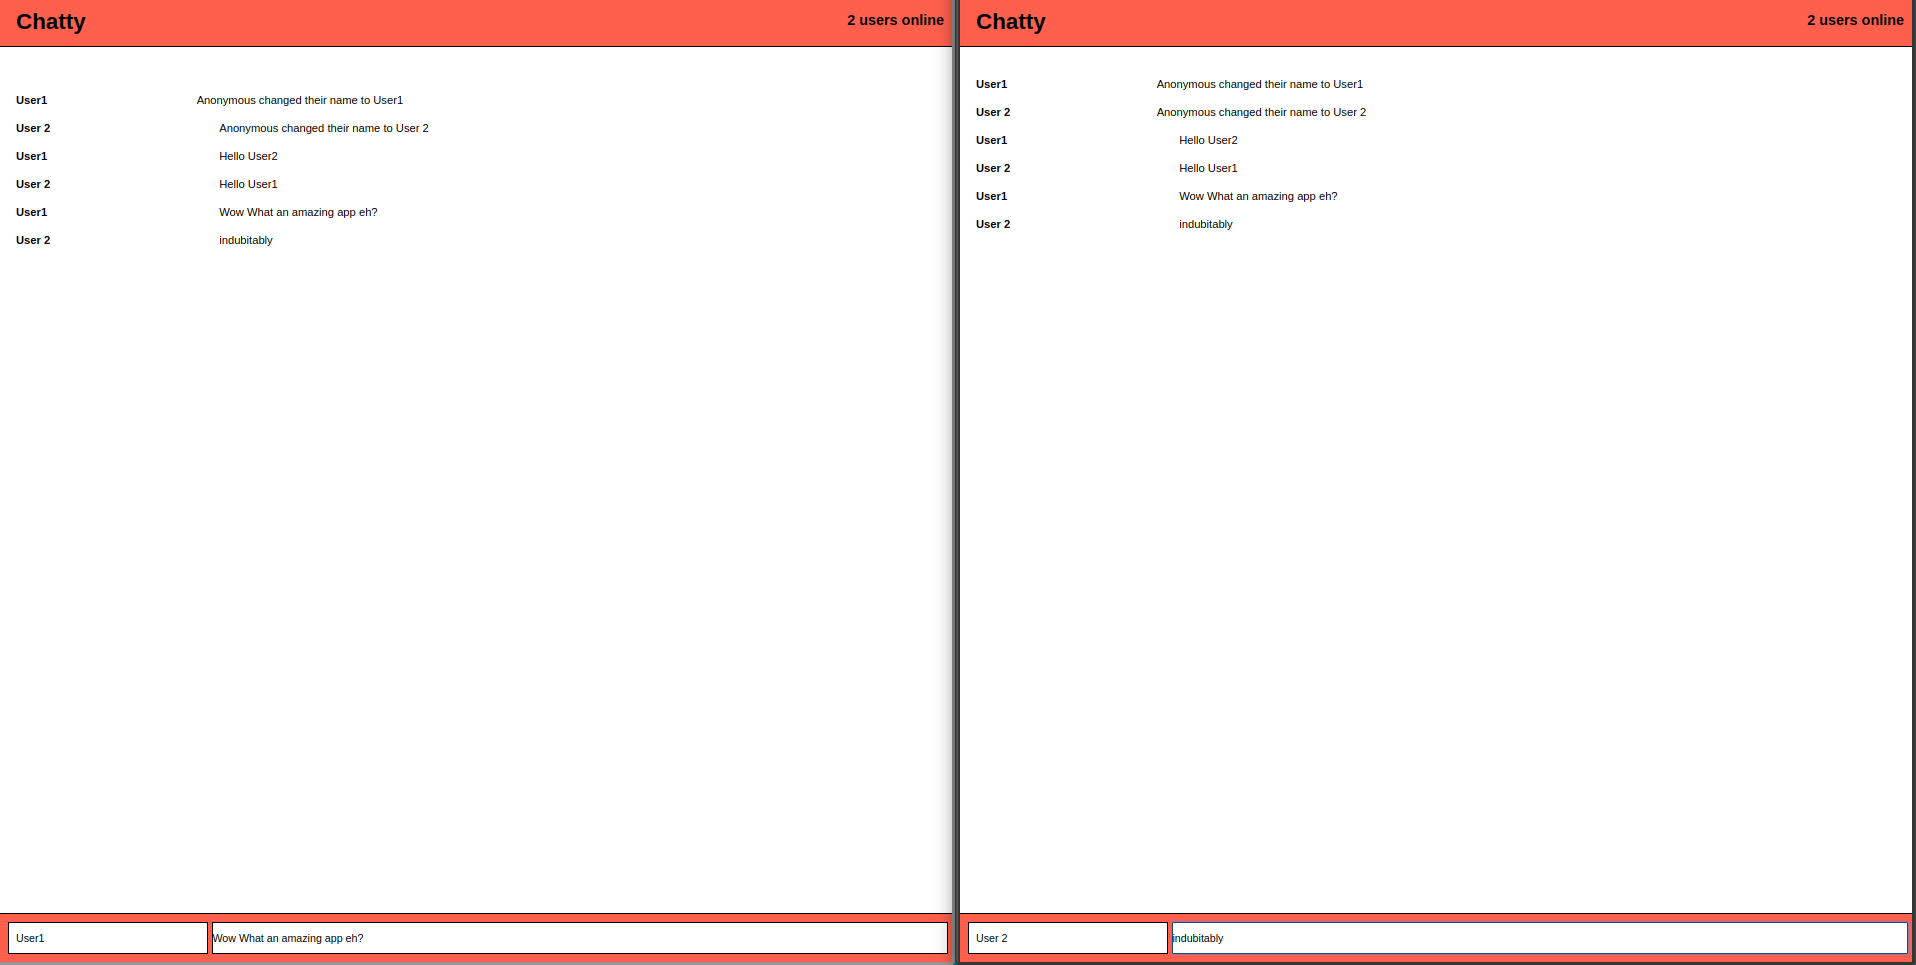 Chatty 2 users online
User1 Anonymous changed their name to User1
User 2 Anonymous changed their name to User 2
User1 Hello User2
User 2 Hello User1
User1 Wow What an amazing app eh?
User 2 indubitably
User1 Wow What an amazing app eh?
Chatty 2 users online
User1 Anonymous changed their name to User1
User 2 Anonymous changed their name to User 2
User1 Hello User2
User 2 Hello User1
User1 Wow What an amazing app eh?
User 2 indubitably
User 2 indubitably